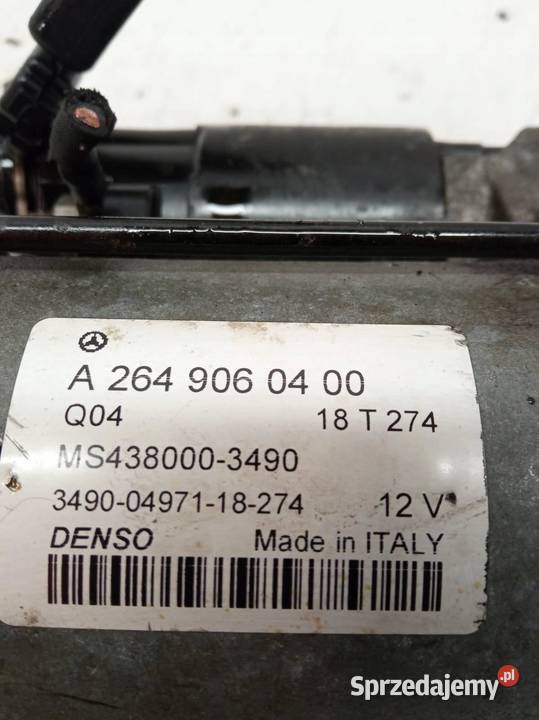 A 264 906 04 00
Q04 18 T 274
MS438000-3490
3490-04971-18-274 12 V
DENSO Made in ITALY
Sprzedajemy.pl